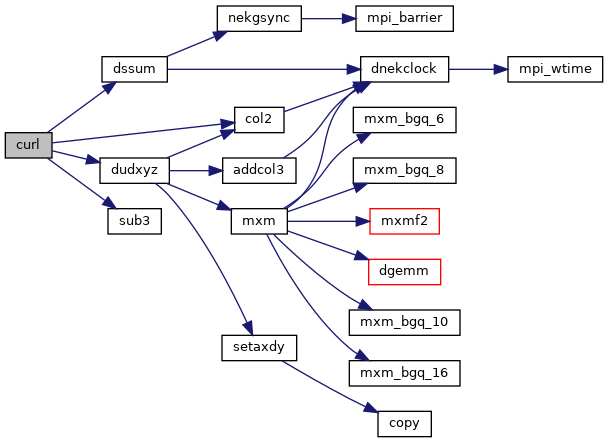 nekgsync
mpi_barrier
dssum
dnekclock
mpi_wtime
col2
mxm_bgq_6
curl
dudxyz
addcol3
mxm_bgq_8
sub3
mxm
mxmf2
dgemm
mxm_bgq_10
setaxdy
mxm_bgq_16
copy